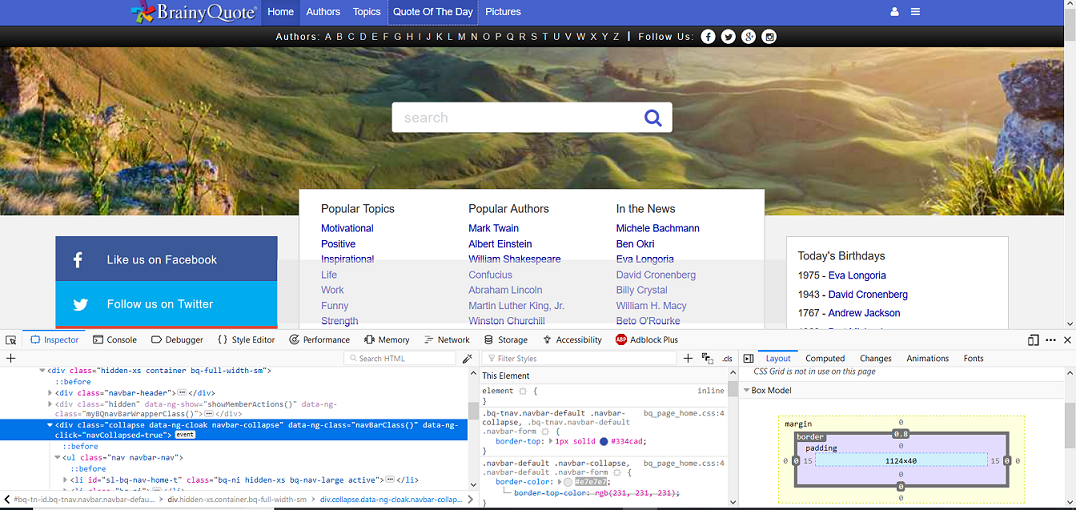 BrainyQuote Home Authors Topics Quote Of The Day Pictures
Authors: A B C D E F G H I J K L M N O P Q R S T U V W X Y Z | Follow Us:
search
Popular Topics
Motivational
Positive
Inspirational
Life
Work
Funny
Strength
Popular Authors
Mark Twain
Albert Einstein
William Shakespeare
Confucius
Abraham Lincoln
Martin Luther King, Jr.
Winston Churchill
In the News
Michele Bachmann
Ben Okri
Eva Longoria
David Cronenberg
Billy Crystal
William H. Macy
Beto O'Rourke
Like us on Facebook
Follow us on Twitter
Today's Birthdays
1975 - Eva Longoria
1943 - David Cronenberg
1767 - Andrew Jackson
Inspector Console Debugger {} Style Editor Performance Memory Network Storage Accessibility ABP Adblock Plus
+ Search HTML
<div class="hidden-xs container bq-full-width-sm">
::before
<div class="navbar-header"></div>
<div class="hidden" data-ng-show="showMemberActions()" data-ng-
class="myBQnavBarWrapperClass()"></div>
<div class="collapse data-ng-cloak navbar-collapse" data-ng-class="navBarClass()" data-ng-
click="navCollapsed=true"> event
::before
<ul class="nav navbar-nav">
::before
<li id="sl-bq-nav-home-t" class="bq-ni hidden-xs bq-nav-large active"></li>
#bq-tn-id.bq-tnav.navbar.navbar-defau... div.hidden-xs.container.bq-full-width-sm div.collapse.data-ng-cloak.navbar-collap...
Filter Styles + .cls
This Element
element { inline
}
.bq-tnav.navbar-default .navbar- bq_page_home.css:4
collapse, .bq-tnav.navbar-default
.navbar-form {
border-top: 1px solid #334cad;
}
.navbar-default .navbar-collapse, bq_page_home.css:4
.navbar-default .navbar-form {
border-color: #e7e7e7;
border-top-color: rgb(231, 231, 231);
}
Layout Computed Changes Animations Fonts
CSS Grid is not in use on this page
Box Model
margin 0
border 0.8
padding 0
0 0 15 1124×40 15 0 0
0
0
0